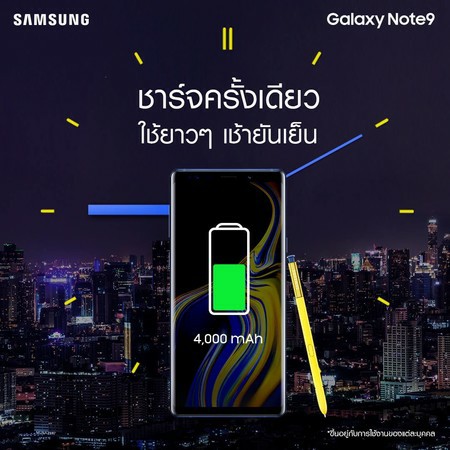 SAMSUNG
Galaxy Note9
ชาร์จครั้งเดียว
ใช้ยาวๆ เช้ายันเย็น
4,000 mAh
*ขึ้นอยู่กับการใช้งานของแต่ละบุคคล